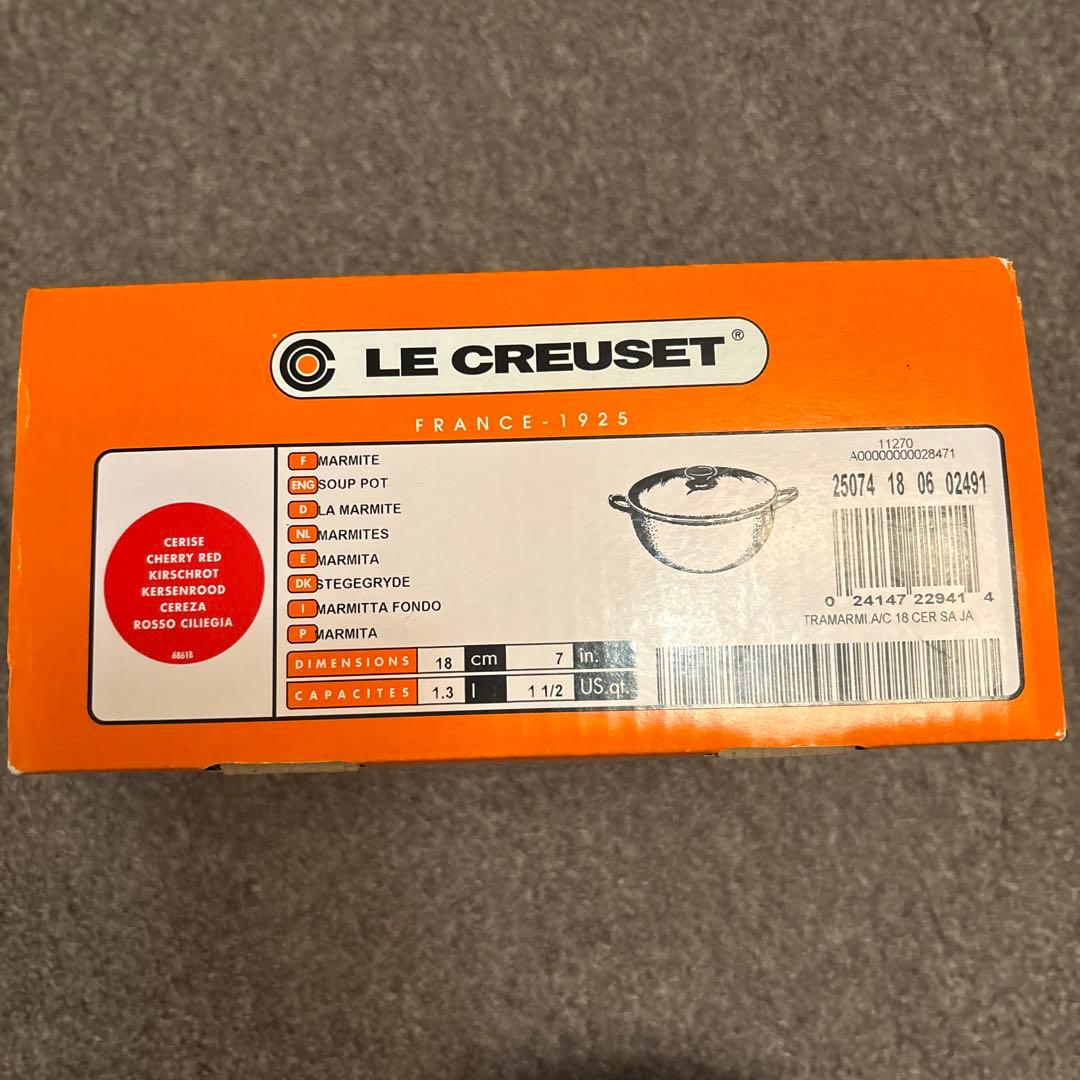 LE CREUSET ®
FRANCE - 1925
CERISE
CHERRY RED
KIRSCHROT
KERSENROOD
CEREZA
ROSSO CILIEGIA
68618
F MARMITE
ENG SOUP POT
D LA MARMITE
NL MARMITES
E MARMITA
DK STEGEGRYDE
I MARMITTA FONDO
P MARMITA
DIMENSIONS 18 cm 7 in.
CAPACITES 1.3 l 1 1/2 US.qt.
11270
A00000000028471
25074 18 06 02491
0 24147 22941 4
TRAMARMI.A/C 18 CER SA JA